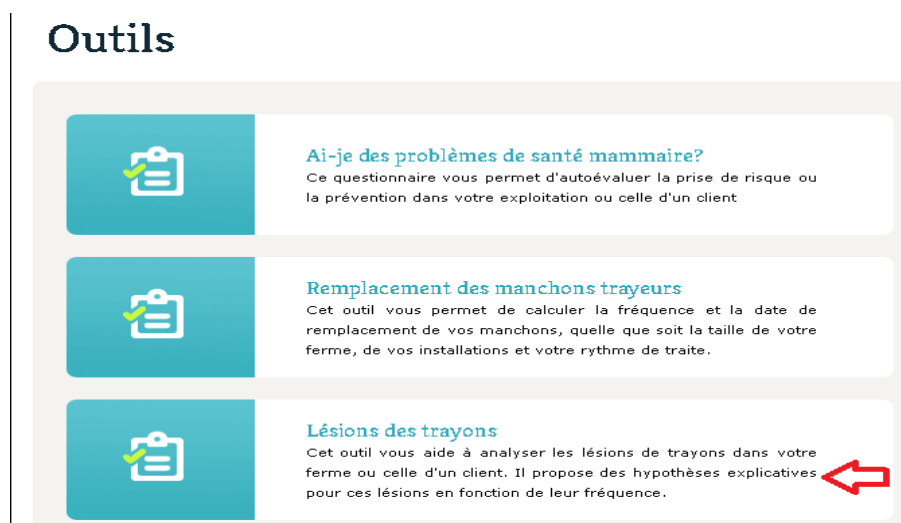 Outils
Ai-je des problèmes de santé mammaire?
Ce questionnaire vous permet d'autoévaluer la prise de risque ou
la prévention dans votre exploitation ou celle d'un client
Remplacement des manchons trayeurs
Cet outil vous permet de calculer la fréquence et la date de
remplacement de vos manchons, quelle que soit la taille de votre
ferme, de vos installations et votre rythme de traite.
Lésions des trayons
Cet outil vous aide à analyser les lésions de trayons dans votre
ferme ou celle d'un client. Il propose des hypothèses explicatives
pour ces lésions en fonction de leur fréquence.